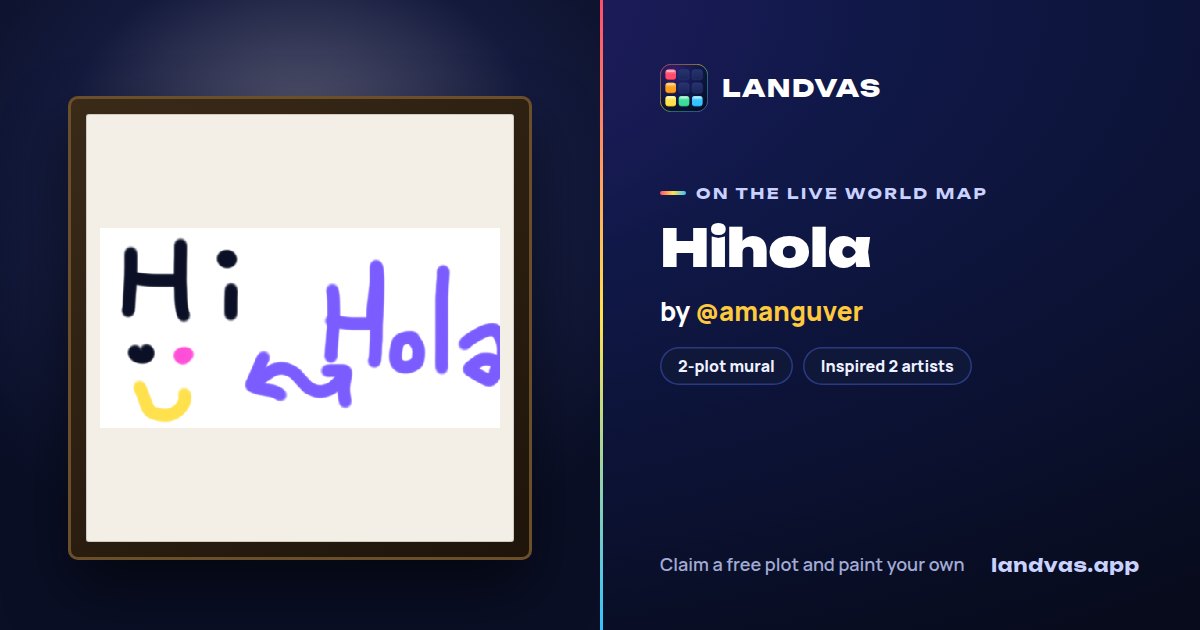 Hi
Hola
LANDVAS
ON THE LIVE WORLD MAP
Hihola
by @amanguver
2-plot mural
Inspired 2 artists
Claim a free plot and paint your own
landvas.app